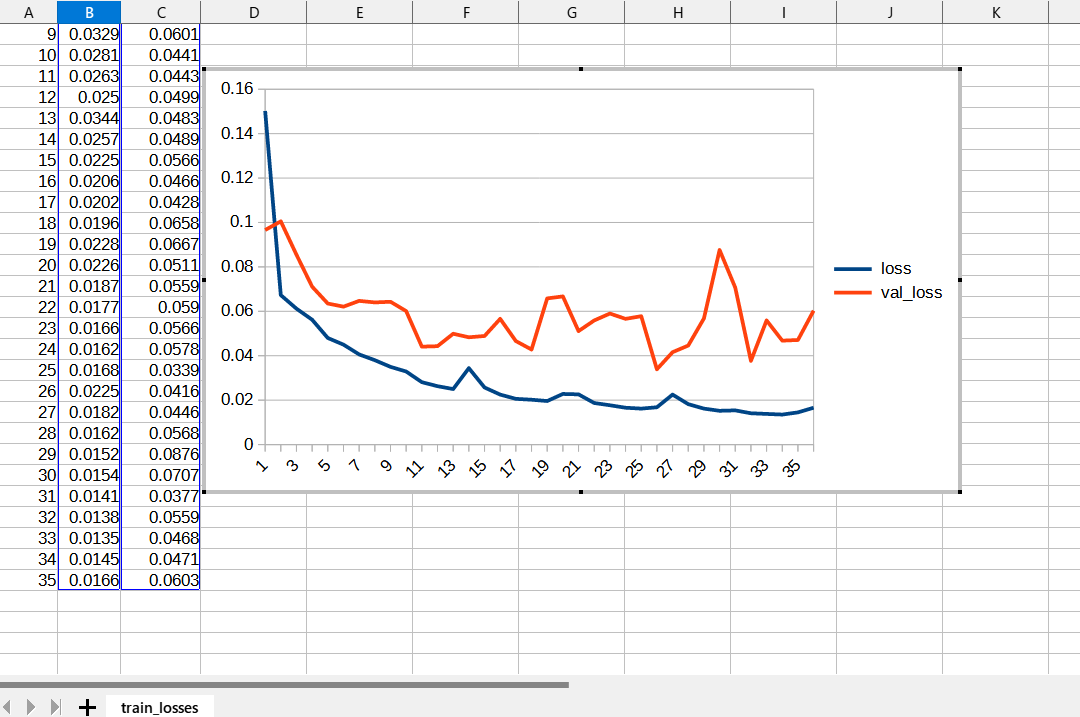 A B C D E F G H I J K
9 0.0329 0.0601
10 0.0281 0.0441
11 0.0263 0.0443
12 0.025 0.0499
13 0.0344 0.0483
14 0.0257 0.0489
15 0.0225 0.0566
16 0.0206 0.0466
17 0.0202 0.0428
18 0.0196 0.0658
19 0.0228 0.0667
20 0.0226 0.0511
21 0.0187 0.0559
22 0.0177 0.059
23 0.0166 0.0566
24 0.0162 0.0578
25 0.0168 0.0339
26 0.0225 0.0416
27 0.0182 0.0446
28 0.0162 0.0568
29 0.0152 0.0876
30 0.0154 0.0707
31 0.0141 0.0377
32 0.0138 0.0559
33 0.0135 0.0468
34 0.0145 0.0471
35 0.0166 0.0603
0.16
0.14
0.12
0.1
0.08
0.06
0.04
0.02
0
1 3 5 7 9 11 13 15 17 19 21 23 25 27 29 31 33 35
loss
val_loss
train_losses